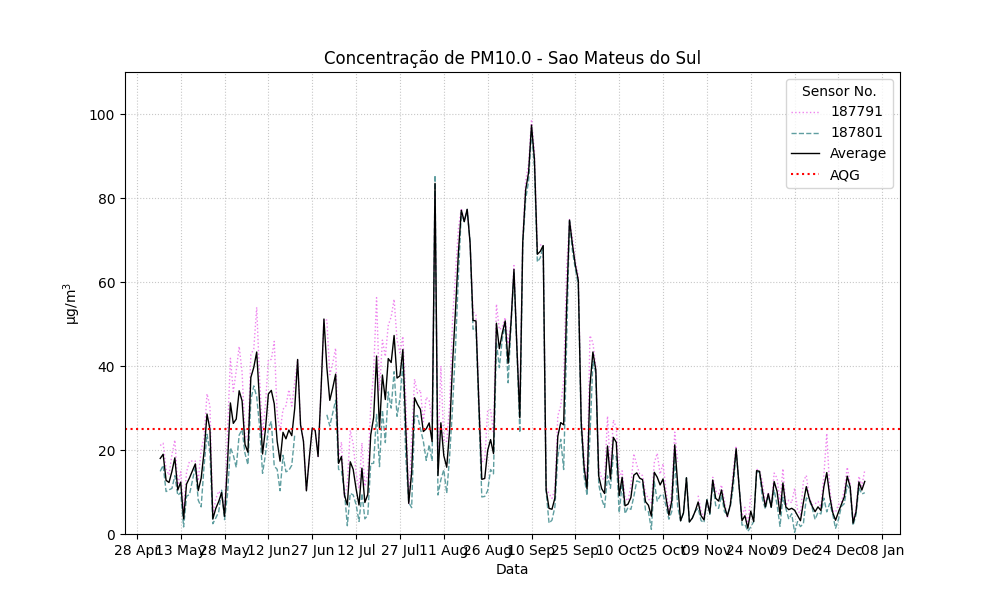 Concentração de PM10.0 - Sao Mateus do Sul
Sensor No.
187791
187801
Average
AQG
µg/m³
100
80
60
40
20
0
28 Apr 13 May 28 May 12 Jun 27 Jun 12 Jul 27 Jul 11 Aug 26 Aug 10 Sep 25 Sep 10 Oct 25 Oct 09 Nov 24 Nov 09 Dec 24 Dec 08 Jan
Data